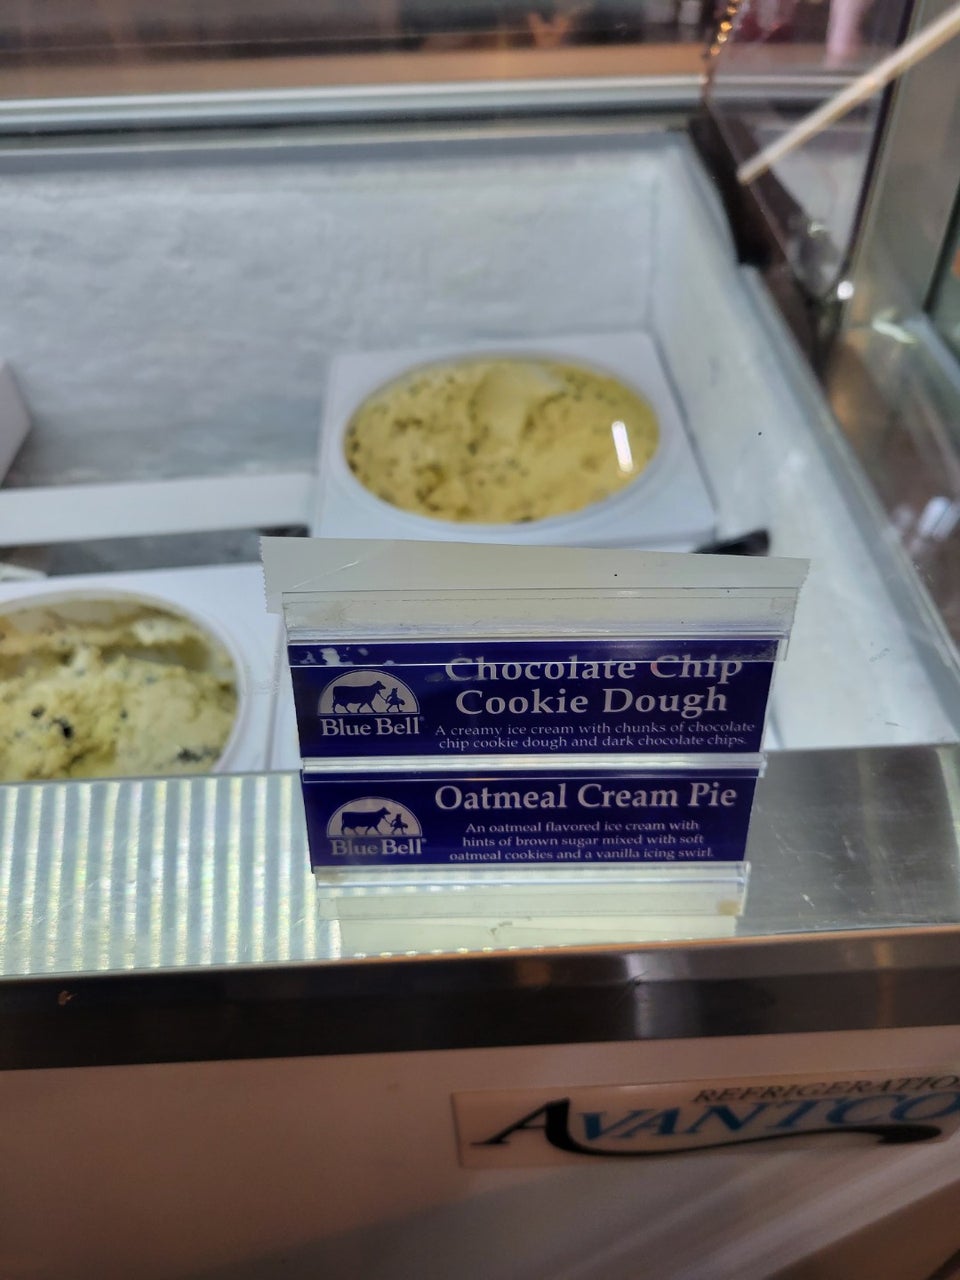 Chocolate Chip
Cookie Dough
Blue Bell®
A creamy ice cream with chunks of chocolate
chip cookie dough and dark chocolate chips.
Oatmeal Cream Pie
Blue Bell®
An oatmeal flavored ice cream with
hints of brown sugar mixed with soft
oatmeal cookies and a vanilla icing swirl.
REFRIGERATIO
AVANTCO